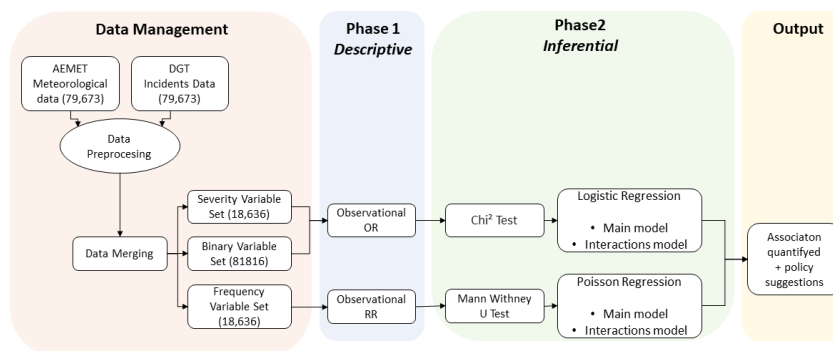 Data Management
Phase 1
Descriptive
Phase2
Inferential
Output
AEMET
Meteorological
data (79,673)
DGT
Incidents Data
(79,673)
Data
Preprocesing
Severity Variable
Set (18,636)
Data Merging
Binary Variable
Set (81816)
Frequency
Variable Set
(18,636)
Observational
OR
Observational
RR
Chi² Test
Mann Withney
U Test
Logistic Regression
• Main model
• Interactions model
Poisson Regression
• Main model
• Interactions model
Associaton
quantifyed
+ policy
suggestions